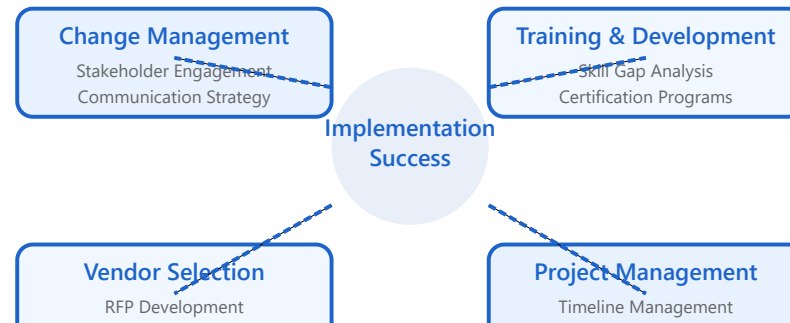 Change Management
Stakeholder Engagement
Communication Strategy
Training & Development
Skill Gap Analysis
Certification Programs
Implementation
Success
Vendor Selection
RFP Development
Project Management
Timeline Management